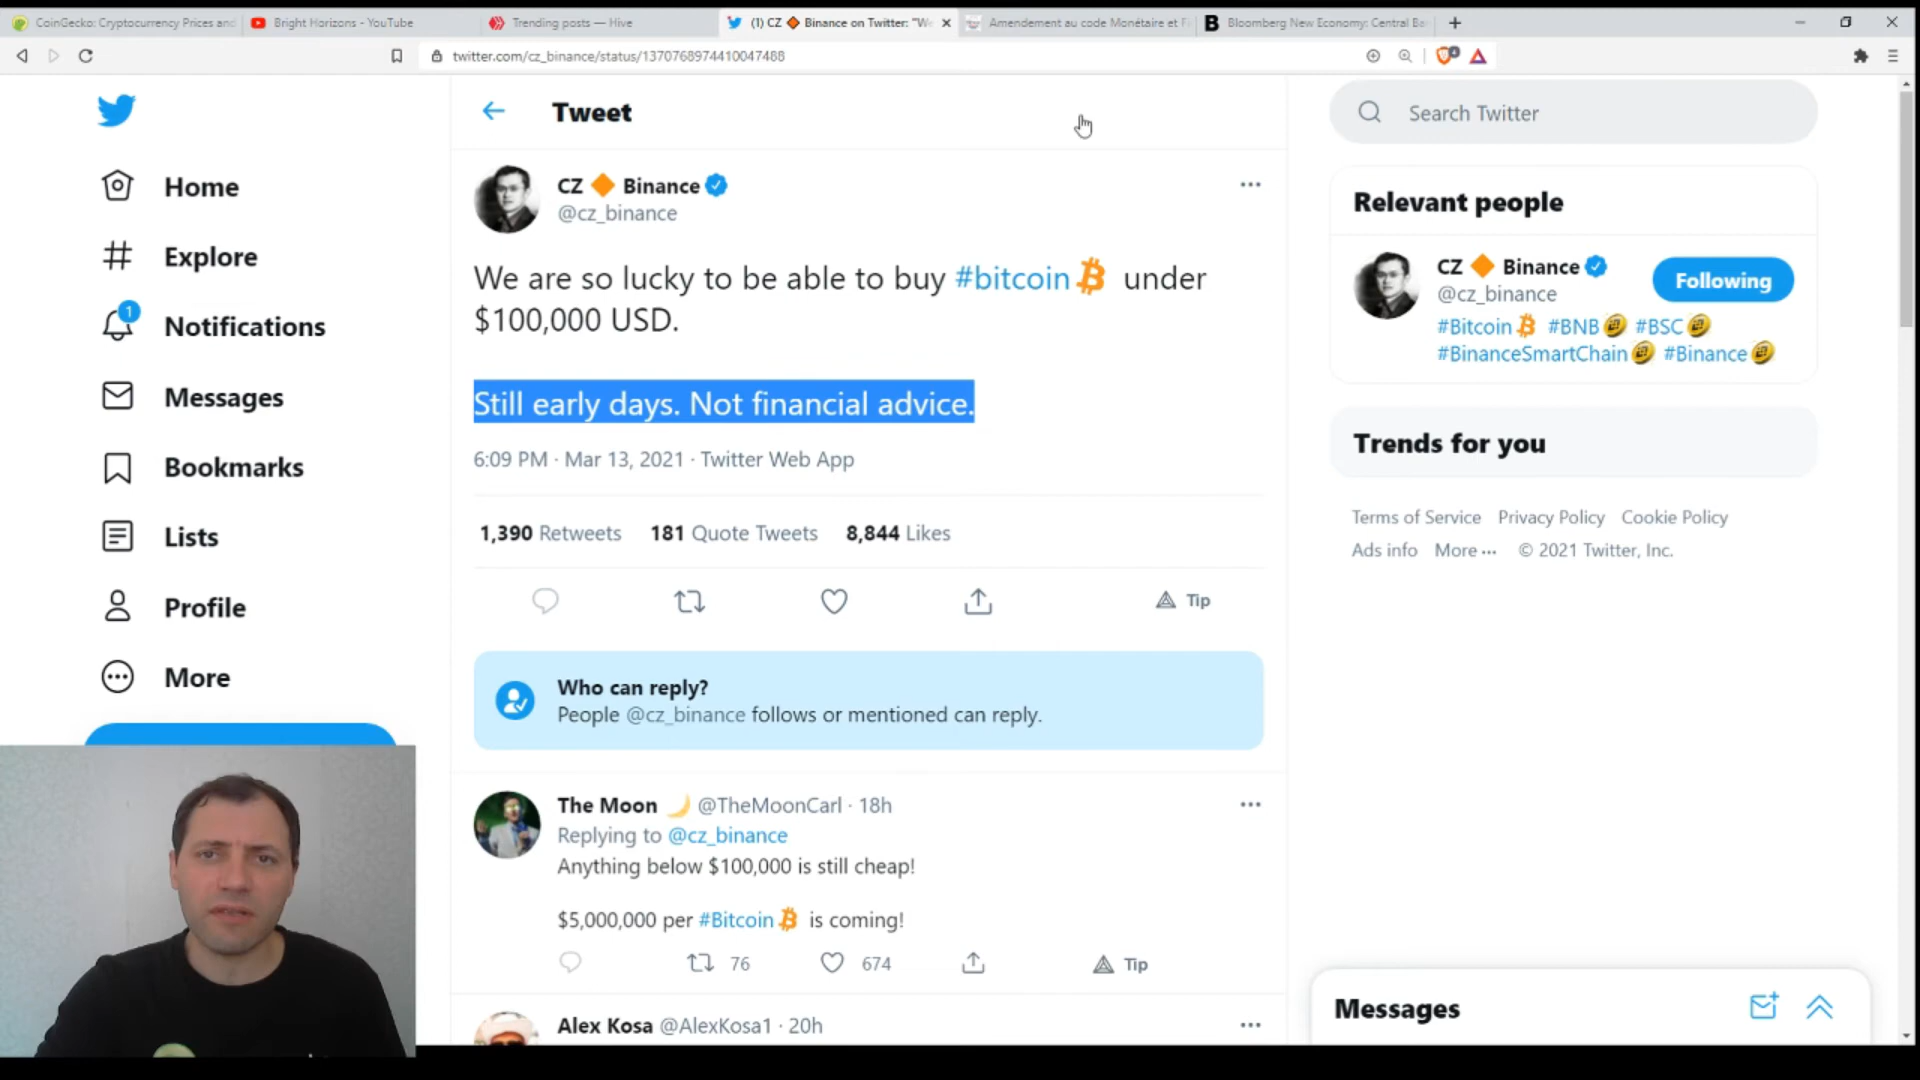 CoinGecko: Cryptocurrency Prices and
Bright Horizons - YouTube
Trending posts — Hive
(1) CZ 🔶 Binance on Twitter: "We
Amendement au code Monétaire et Fi
Bloomberg New Economy: Central Ba
twitter.com/cz_binance/status/1370768974410047488
Home
Explore
1
Notifications
Messages
Bookmarks
Lists
Profile
More
Tweet
CZ 🔶 Binance
@cz_binance
We are so lucky to be able to buy #bitcoin under
$100,000 USD.
Still early days. Not financial advice.
6:09 PM · Mar 13, 2021 · Twitter Web App
1,390 Retweets 181 Quote Tweets 8,844 Likes
Tip
Who can reply?
People @cz_binance follows or mentioned can reply.
The Moon 🌙 @TheMoonCarl · 18h
Replying to @cz_binance
Anything below $100,000 is still cheap!
$5,000,000 per #Bitcoin is coming!
76 674 Tip
Alex Kosa @AlexKosa1 · 20h
Search Twitter
Relevant people
CZ 🔶 Binance
@cz_binance
Following
#Bitcoin #BNB #BSC
#BinanceSmartChain #Binance
Trends for you
Terms of Service Privacy Policy Cookie Policy
Ads info More ··· © 2021 Twitter, Inc.
Messages